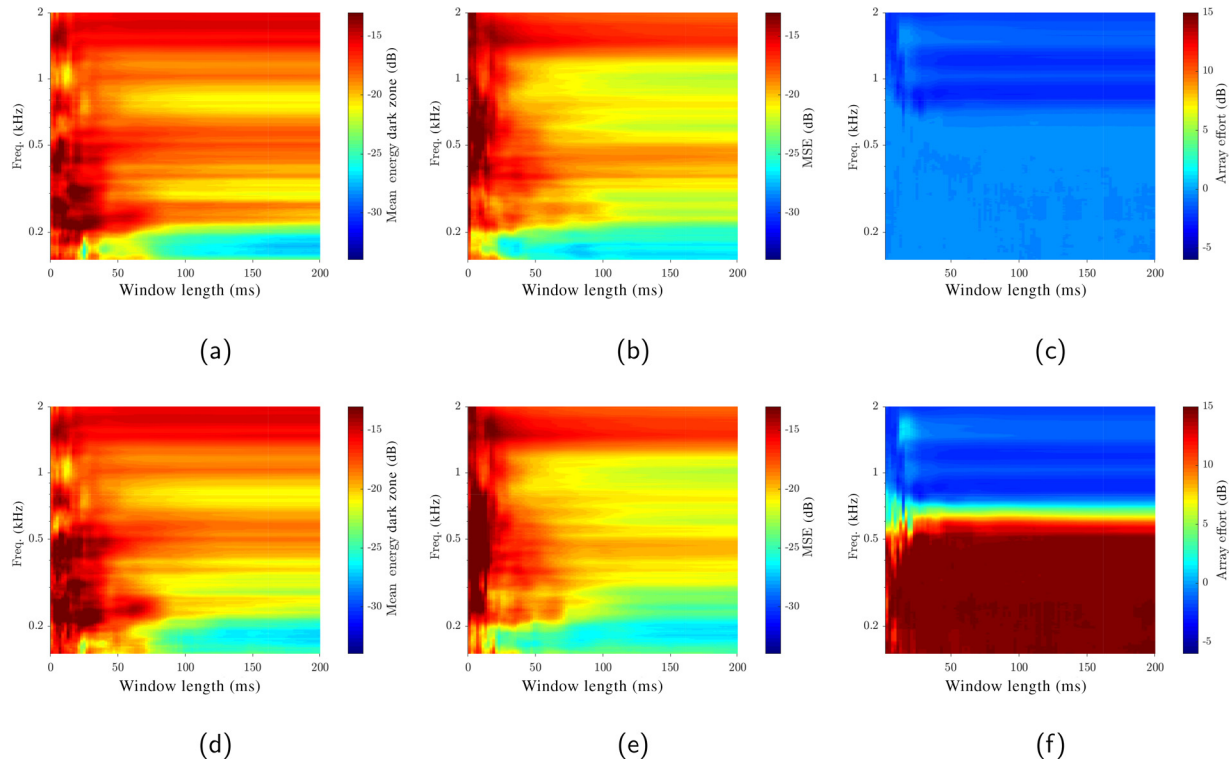 2
1
0.5
0.2
0 50 100 150 200
Freq. (kHz)
Window length (ms)
-15
-20
-25
-30
Mean energy dark zone (dB)
(a)
2
1
0.5
0.2
0 50 100 150 200
Freq. (kHz)
Window length (ms)
-15
-20
-25
-30
MSE (dB)
(b)
2
1
0.5
0.2
50 100 150 200
Freq. (kHz)
Window length (ms)
15
10
5
0
-5
Array effort (dB)
(c)
2
1
0.5
0.2
0 50 100 150 200
Freq. (kHz)
Window length (ms)
-15
-20
-25
-30
Mean energy dark zone (dB)
(d)
2
1
0.5
0.2
0 50 100 150 200
Freq. (kHz)
Window length (ms)
-15
-20
-25
-30
MSE (dB)
(e)
2
1
0.5
0.2
50 100 150 200
Freq. (kHz)
Window length (ms)
15
10
5
0
-5
Array effort (dB)
(f)